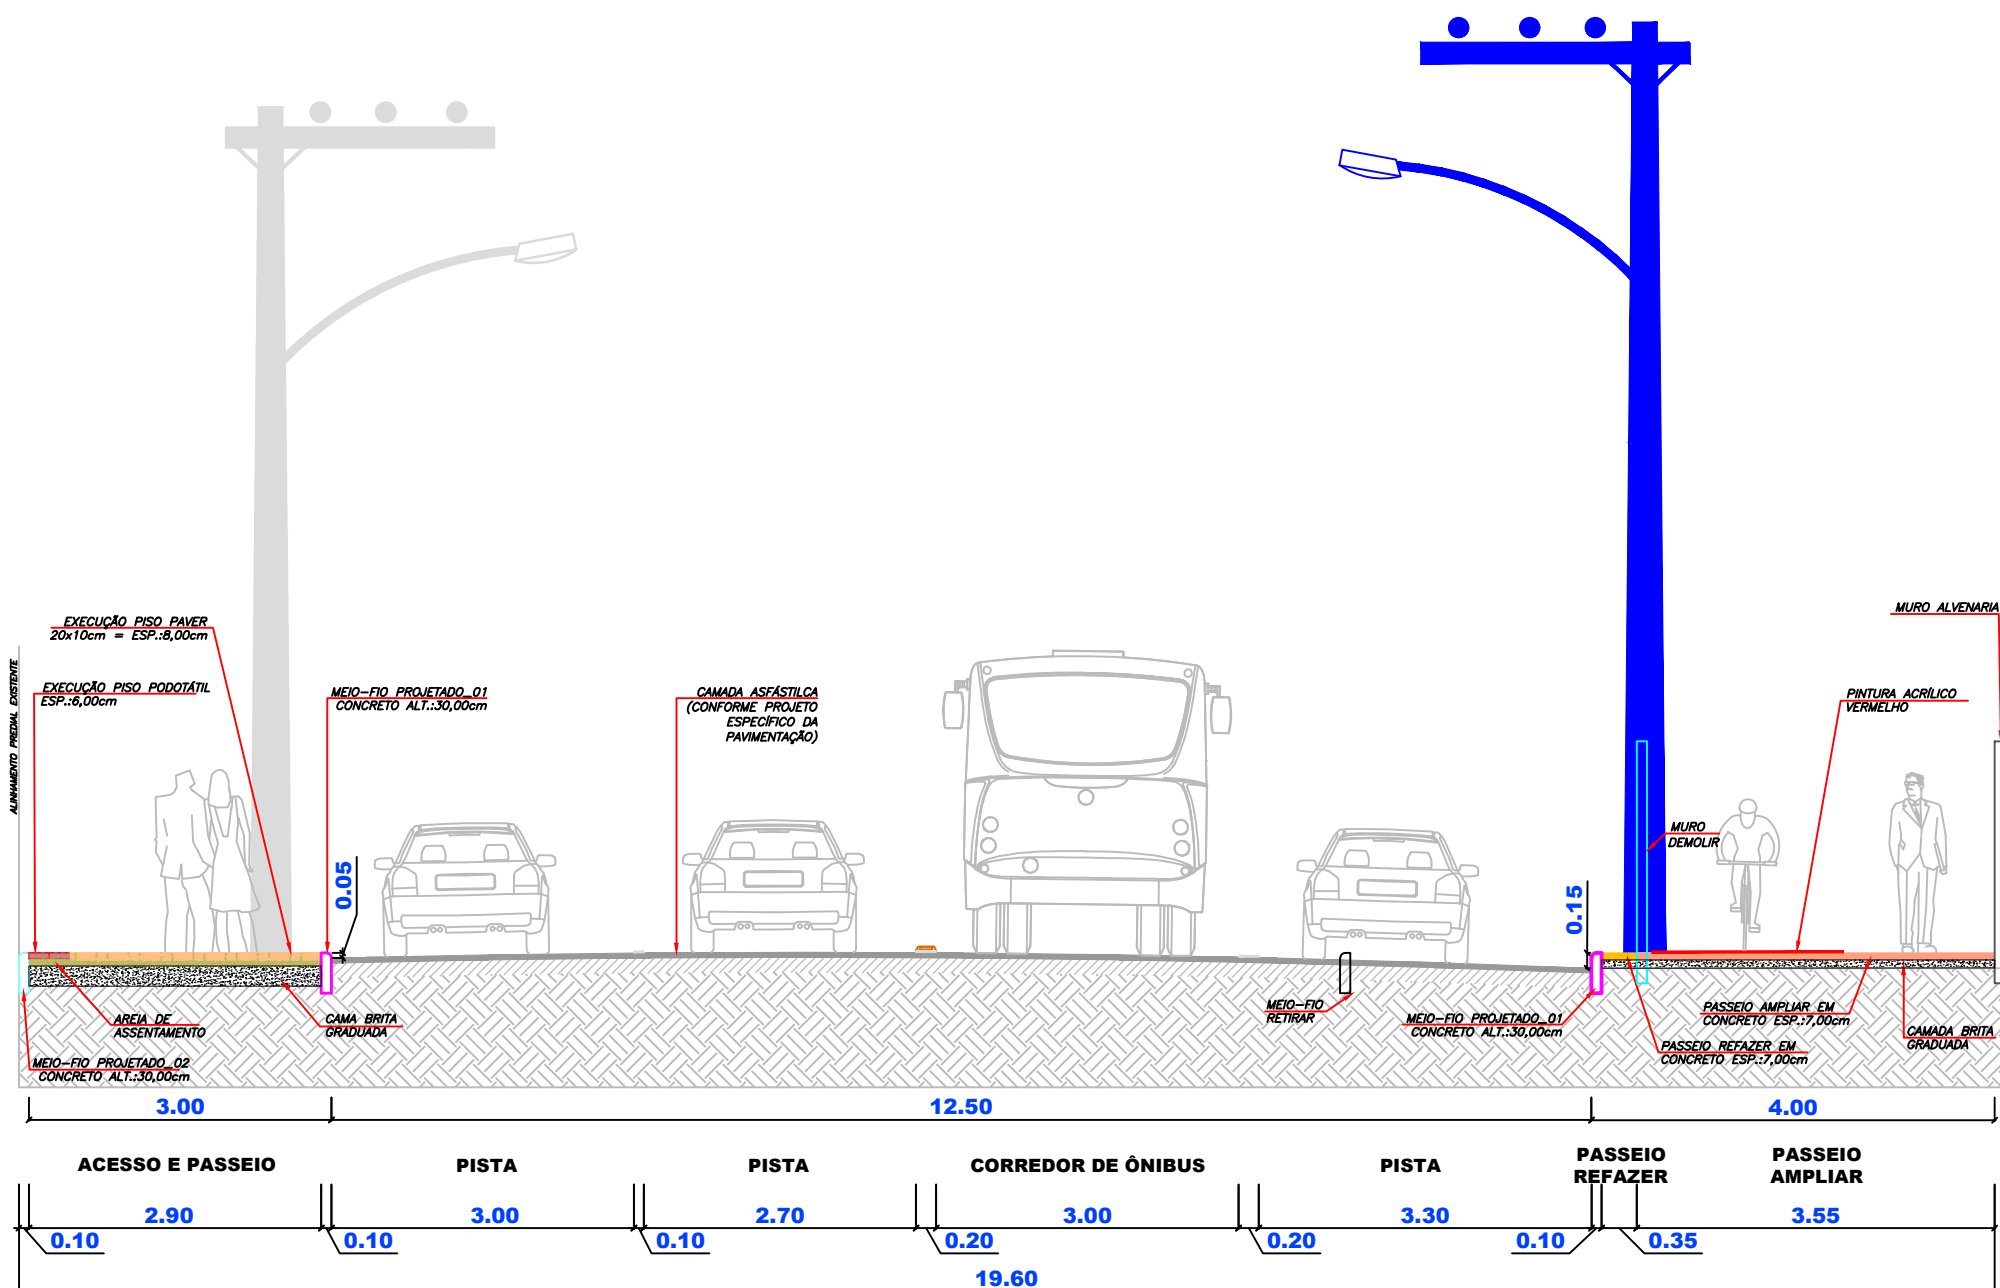 EXECUÇÃO PISO PAVER
20x10cm = ESP.:8,00cm
MURO ALVENARIA
ALINHAMENTO PREDIAL EXISTENTE
EXECUÇÃO PISO PODOTÁTIL
ESP.:6,00cm
MEIO-FIO PROJETADO_01
CONCRETO ALT.:30,00cm
CAMADA ASFÁSTILCA
(CONFORME PROJETO
ESPECÍFICO DA
PAVIMENTAÇÃO)
PINTURA ACRÍLICO
VERMELHO
MURO
DEMOLIR
0.05
0.15
AREIA DE
ASSENTAMENTO
CAMA BRITA
GRADUADA
MEIO-FIO
RETIRAR
MEIO-FIO PROJETADO_01
CONCRETO ALT.:30,00cm
PASSEIO AMPLIAR EM
CONCRETO ESP.:7,00cm
CAMADA BRITA
GRADUADA
PASSEIO REFAZER EM
CONCRETO ESP.:7,00cm
MEIO-FIO PROJETADO_02
CONCRETO ALT.:30,00cm
3.00 12.50 4.00
ACESSO E PASSEIO PISTA PISTA CORREDOR DE ÔNIBUS PISTA
PASSEIO
REFAZER
PASSEIO
AMPLIAR
2.90 3.00 2.70 3.00 3.30 3.55
0.10 0.10 0.10 0.20 0.20 0.10 0.35
19.60